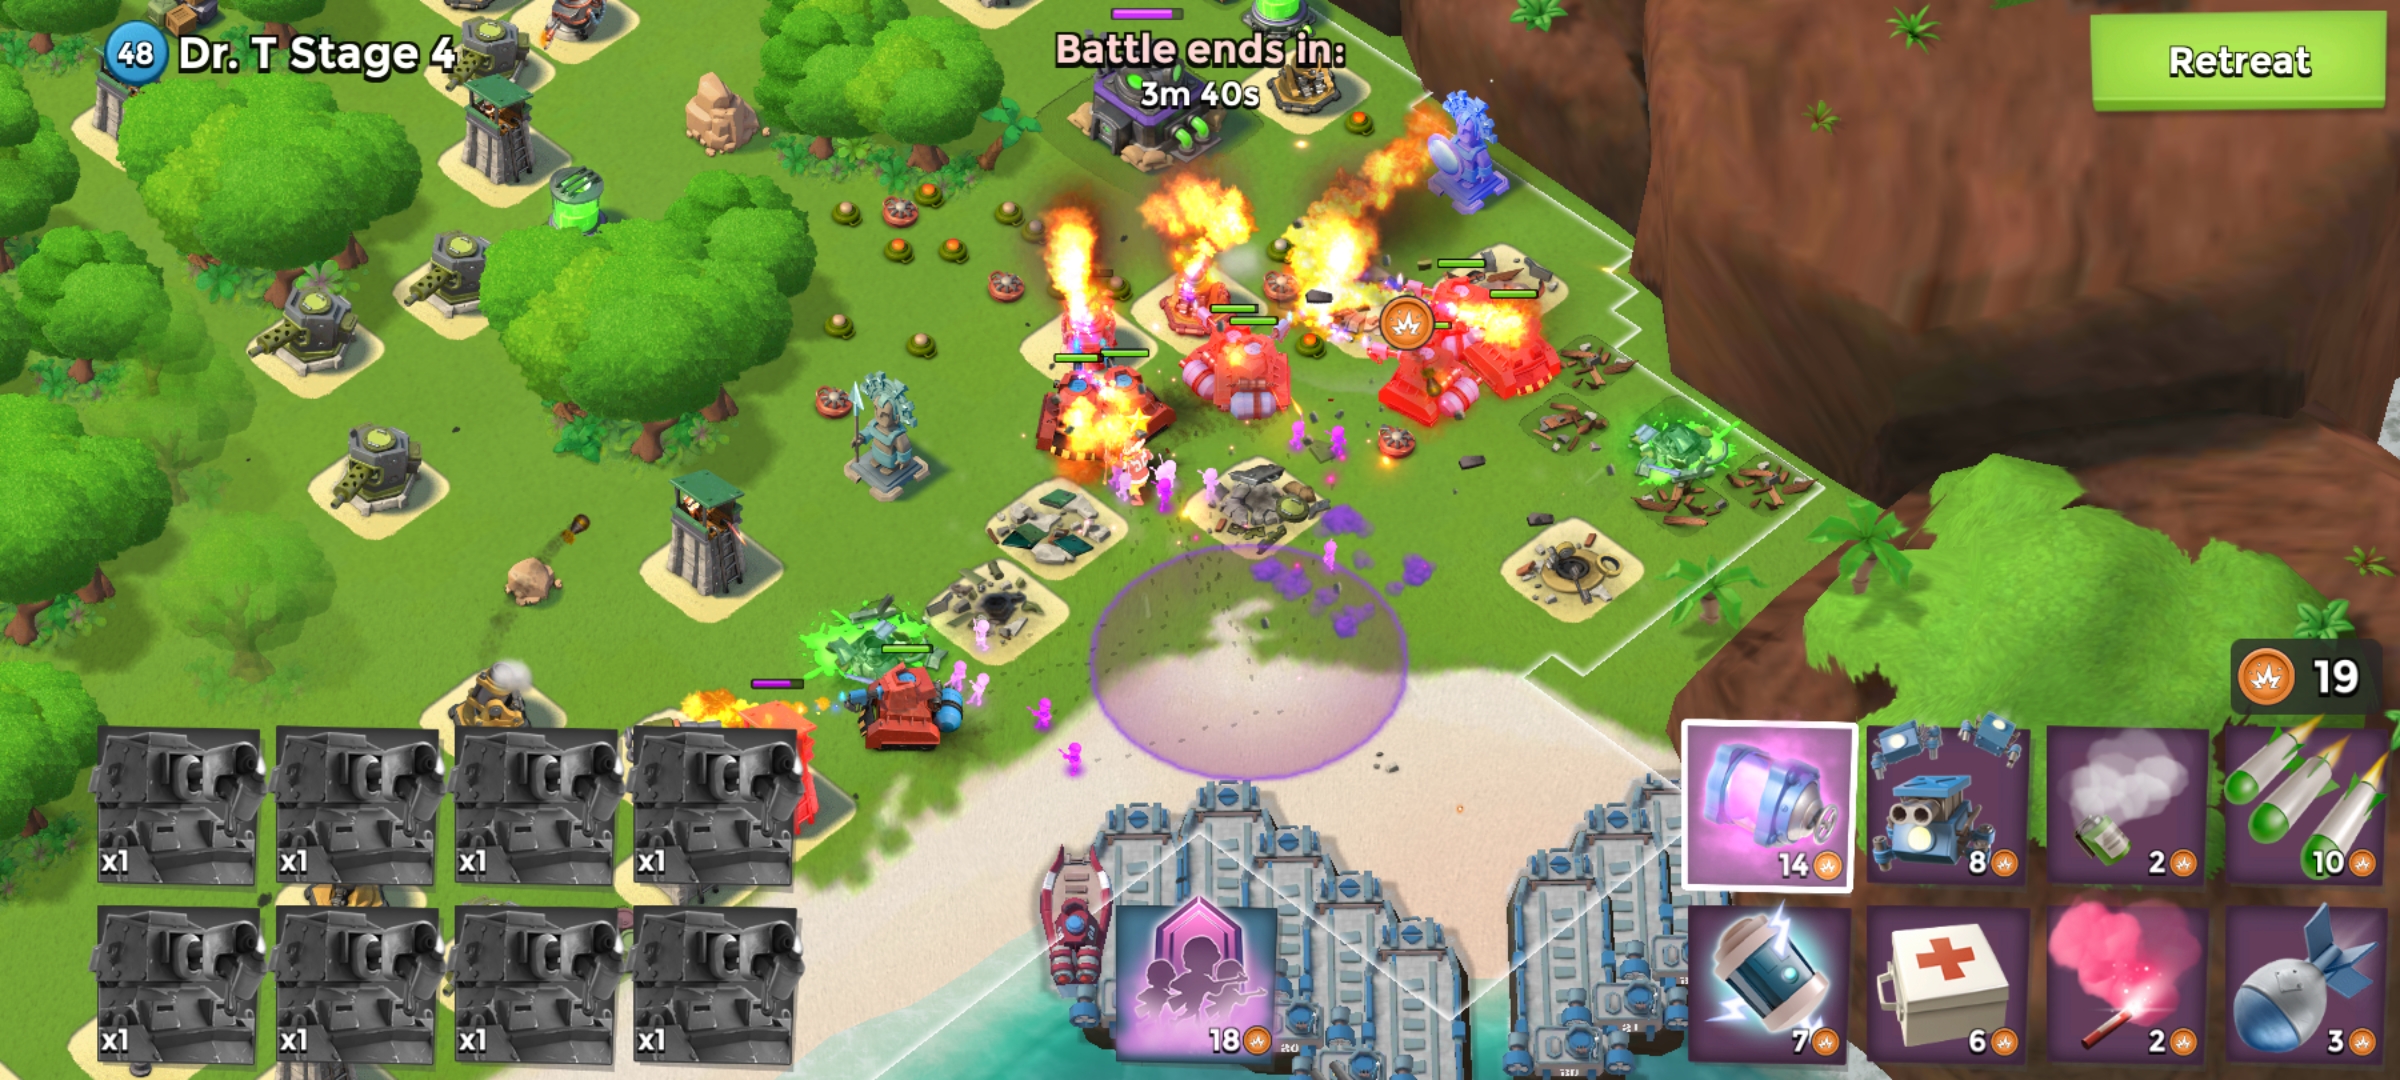 48 Dr. T Stage 4
Battle ends in:
3m 40s
Retreat
19
14 8 2 10
x1 x1 x1 x1
x1 x1 x1 x1
18
7 6 2 3